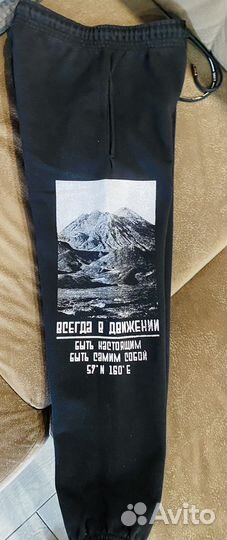 ВСЕГДА В ДВИЖЕНИИ
БЫТЬ НАСТОЯЩИМ
БЫТЬ САМИМ СОБОЙ
57° N 160° E
Avito